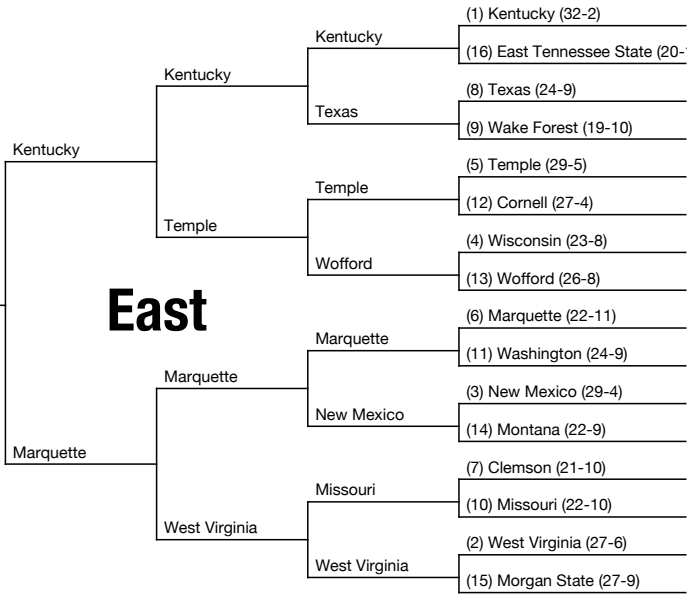 (1) Kentucky (32-2)
Kentucky
(16) East Tennessee State (20-
Kentucky
(8) Texas (24-9)
Texas
(9) Wake Forest (19-10)
Kentucky
(5) Temple (29-5)
Temple
(12) Cornell (27-4)
Temple
(4) Wisconsin (23-8)
Wofford
(13) Wofford (26-8)
East
(6) Marquette (22-11)
Marquette
(11) Washington (24-9)
Marquette
(3) New Mexico (29-4)
New Mexico
(14) Montana (22-9)
Marquette
(7) Clemson (21-10)
Missouri
(10) Missouri (22-10)
West Virginia
(2) West Virginia (27-6)
West Virginia
(15) Morgan State (27-9)